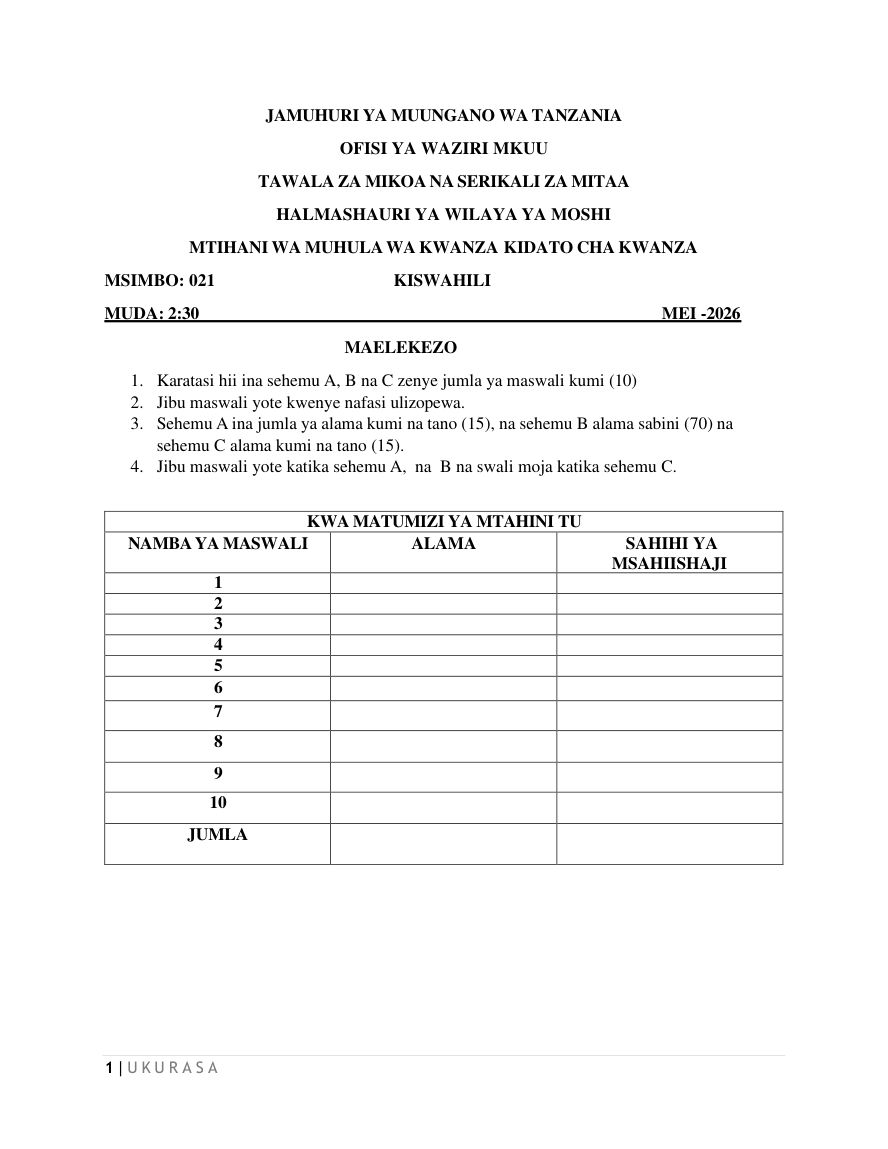 JAMUHURI YA MUUNGANO WA TANZANIA
OFISI YA WAZIRI MKUU
TAWALA ZA MIKOA NA SERIKALI ZA MITAA
HALMASHAURI YA WILAYA YA MOSHI
MTIHANI WA MUHULA WA KWANZA KIDATO CHA KWANZA
MSIMBO: 021 KISWAHILI
MUDA: 2:30 MEI -2026
MAELEKEZO
1. Karatasi hii ina sehemu A, B na C zenye jumla ya maswali kumi (10)
2. Jibu maswali yote kwenye nafasi ulizopewa.
3. Sehemu A ina jumla ya alama kumi na tano (15), na sehemu B alama sabini (70) na
sehemu C alama kumi na tano (15).
4. Jibu maswali yote katika sehemu A, na B na swali moja katika sehemu C.
KWA MATUMIZI YA MTAHINI TU
NAMBA YA MASWALI ALAMA SAHIHI YA
MSAHIISHAJI
1
2
3
4
5
6
7
8
9
10
JUMLA
1 | UKURASA